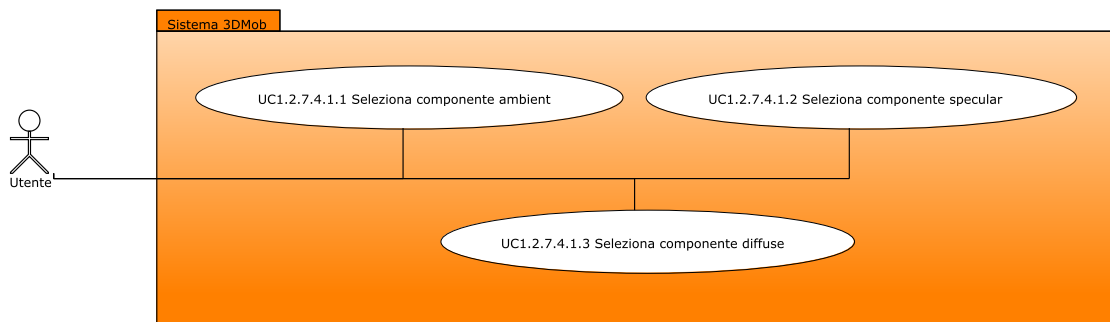 Sistema 3DMob
UC1.2.7.4.1.1 Seleziona componente ambient
UC1.2.7.4.1.2 Seleziona componente specular
Utente
UC1.2.7.4.1.3 Seleziona componente diffuse